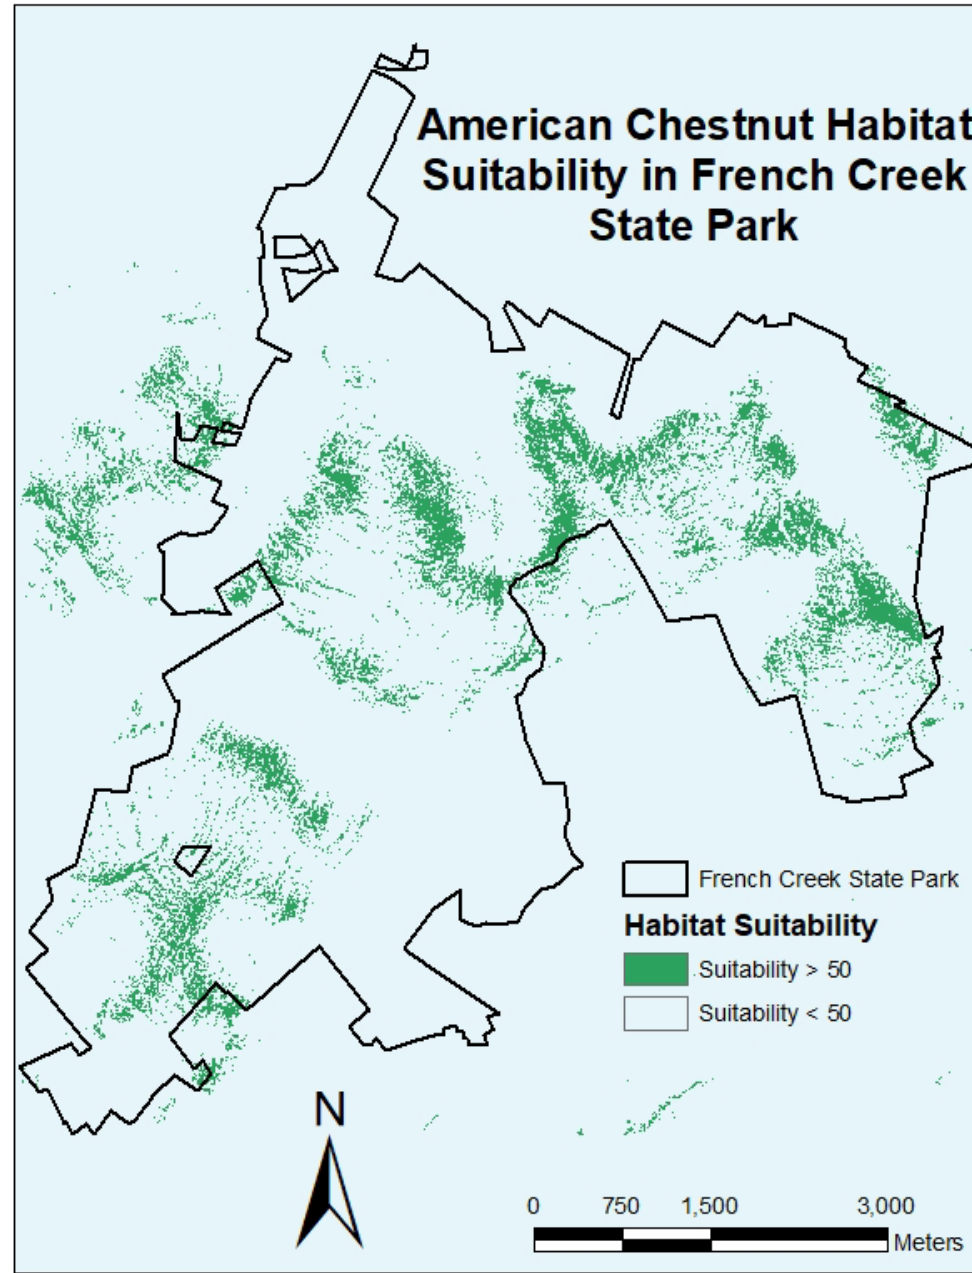 American Chestnut Habitat
Suitability in French Creek
State Park
French Creek State Park
Habitat Suitability
Suitability > 50
Suitability < 50
N
0 750 1,500 3,000
Meters